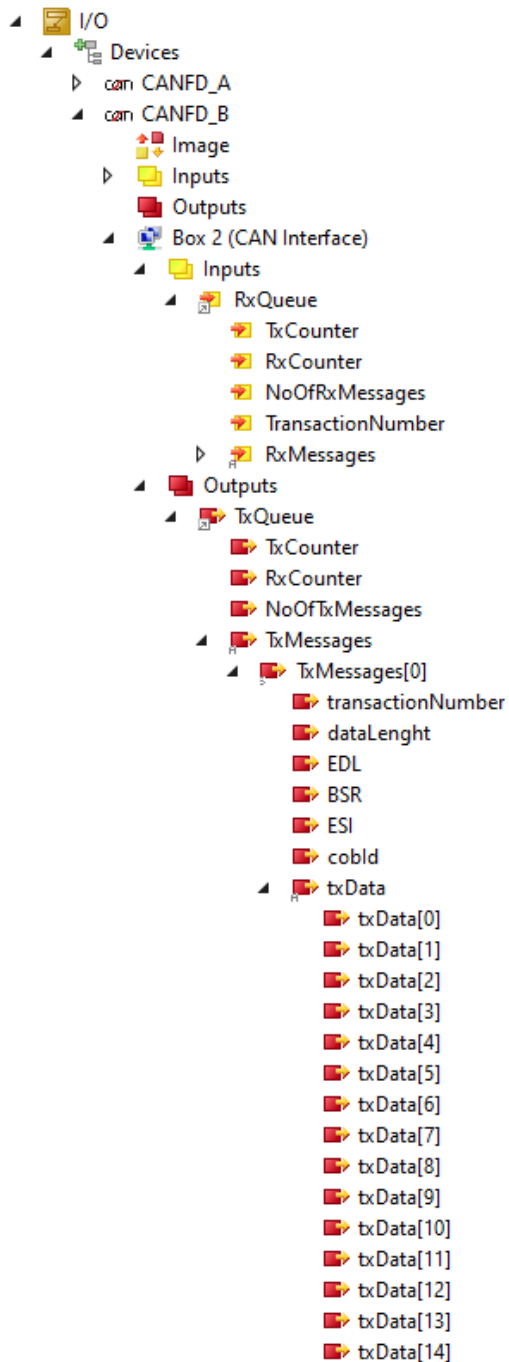 I/O
Devices
can CANFD_A
can CANFD_B
Image
Inputs
Outputs
Box 2 (CAN Interface)
Inputs
RxQueue
TxCounter
RxCounter
NoOfRxMessages
TransactionNumber
RxMessages
Outputs
TxQueue
TxCounter
RxCounter
NoOfTxMessages
TxMessages
TxMessages[0]
transactionNumber
dataLenght
EDL
BSR
ESI
cobId
txData
txData[0]
txData[1]
txData[2]
txData[3]
txData[4]
txData[5]
txData[6]
txData[7]
txData[8]
txData[9]
txData[10]
txData[11]
txData[12]
txData[13]
txData[14]